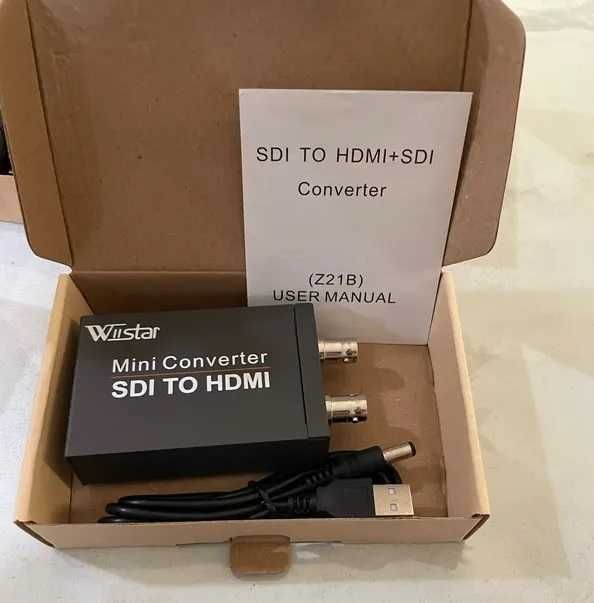 SDI TO HDMI+SDI
Converter
(Z21B)
USER MANUAL
Wiistar
Mini Converter
SDI TO HDMI